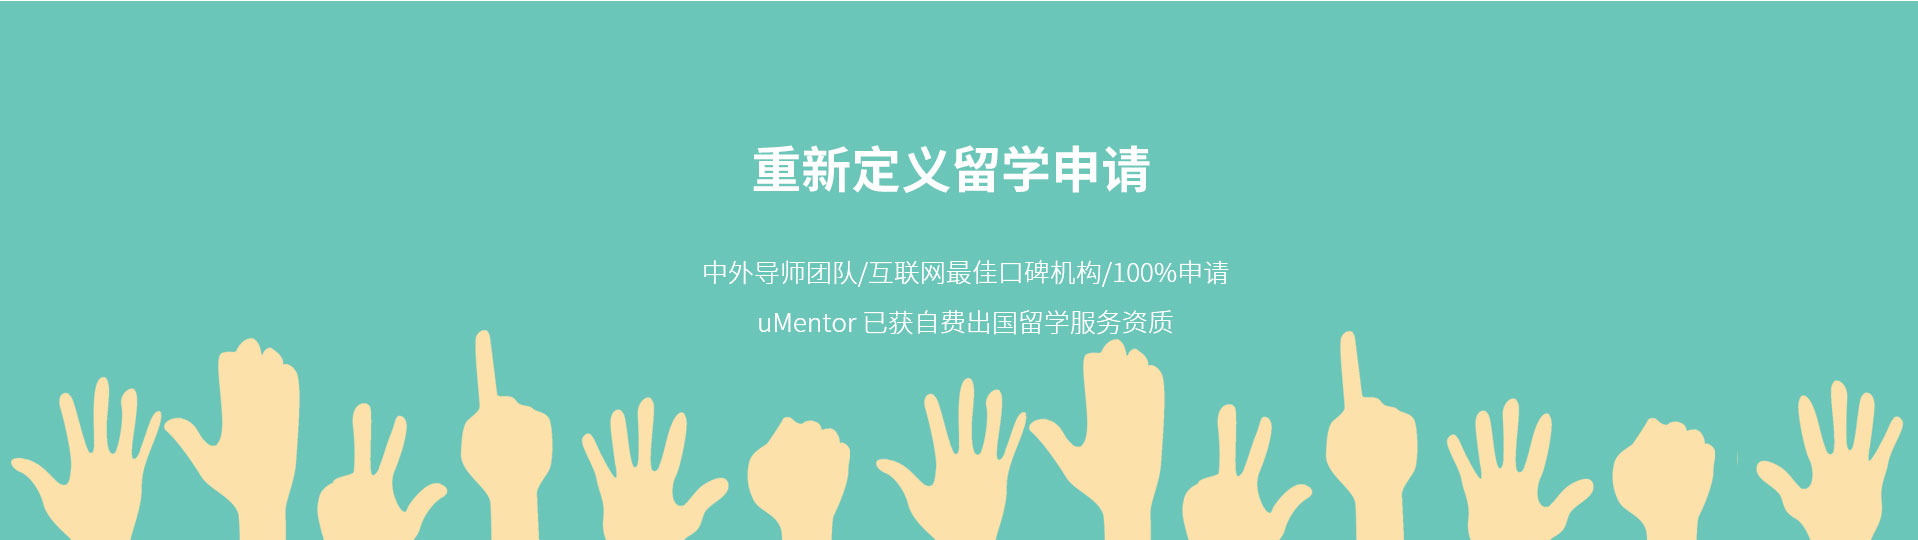 重新定义留学申请
中外导师团队/互联网最佳口碑机构/100%申请
uMentor 已获自费出国留学服务资质